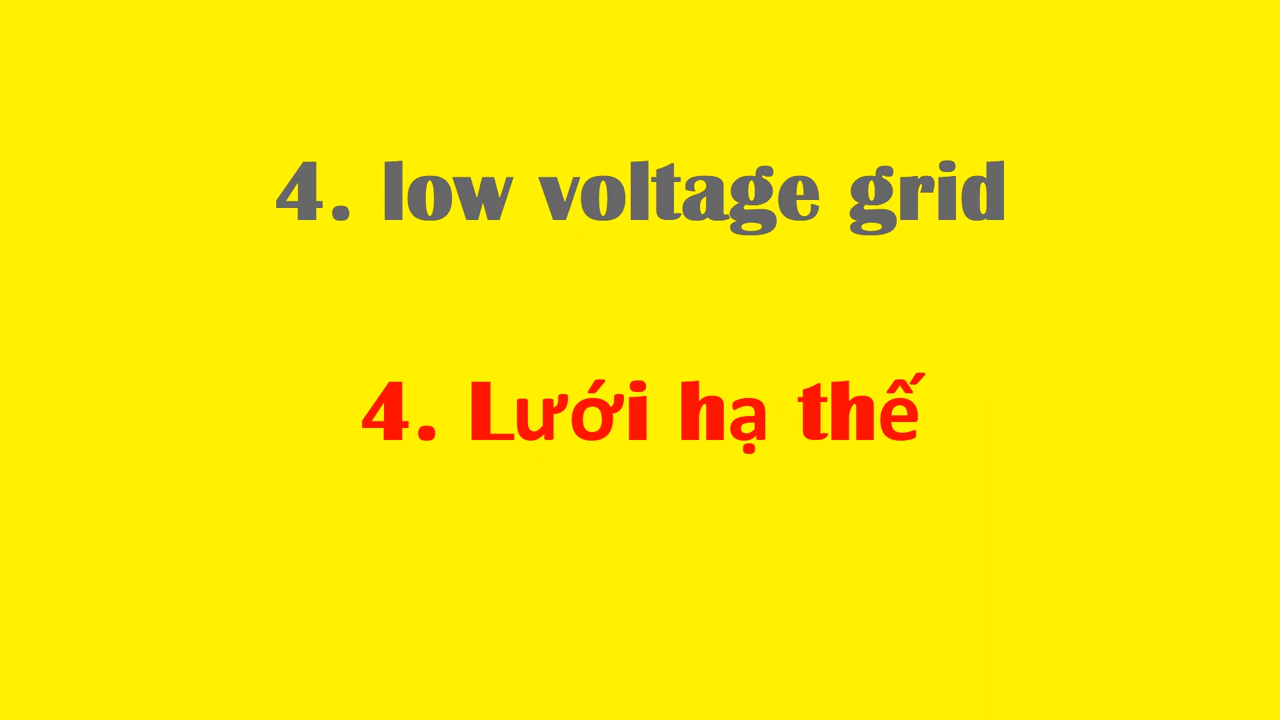 4. low voltage grid
4. Lưới hạ thế